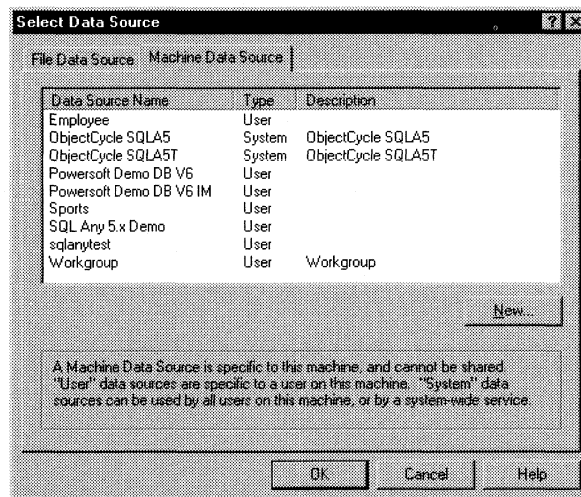 Select Data Source
File Data Source Machine Data Source
Data Source Name Type Description
Employee User
ObjectCycle SQLA5 System ObjectCycle SQLA5
ObjectCycle SQLA5T System ObjectCycle SQLA5T
Powersoft Demo DB V6 User
Powersoft Demo DB V6 IM User
Sports User
SQL Any 5.x Demo User
sqlanytest User
Workgroup User Workgroup
New...
A Machine Data Source is specific to this machine, and cannot be shared.
"User" data sources are specific to a user on this machine. "System" data
sources can be used by all users on this machine, or by a system-wide service.
OK Cancel Help